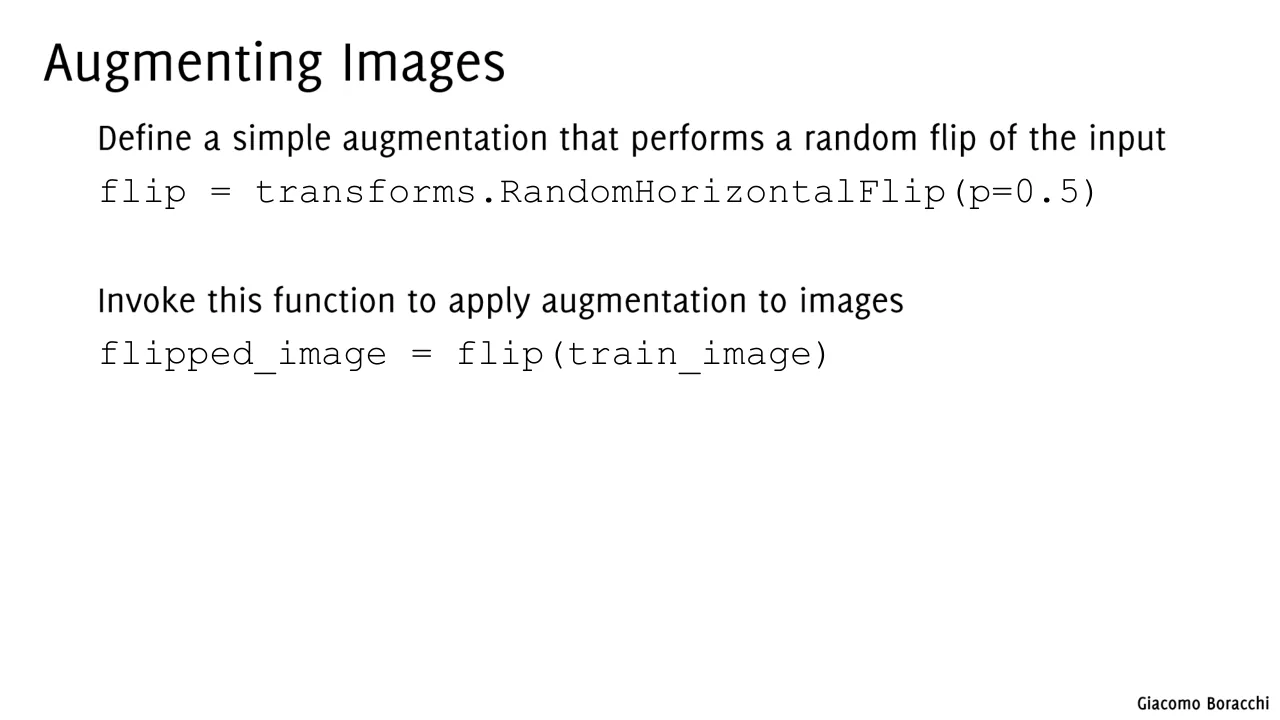 Augmenting Images
Define a simple augmentation that performs a random flip of the input
flip = transforms.RandomHorizontalFlip(p=0.5)
Invoke this function to apply augmentation to images
flipped_image = flip(train_image)
Giacomo Boracchi